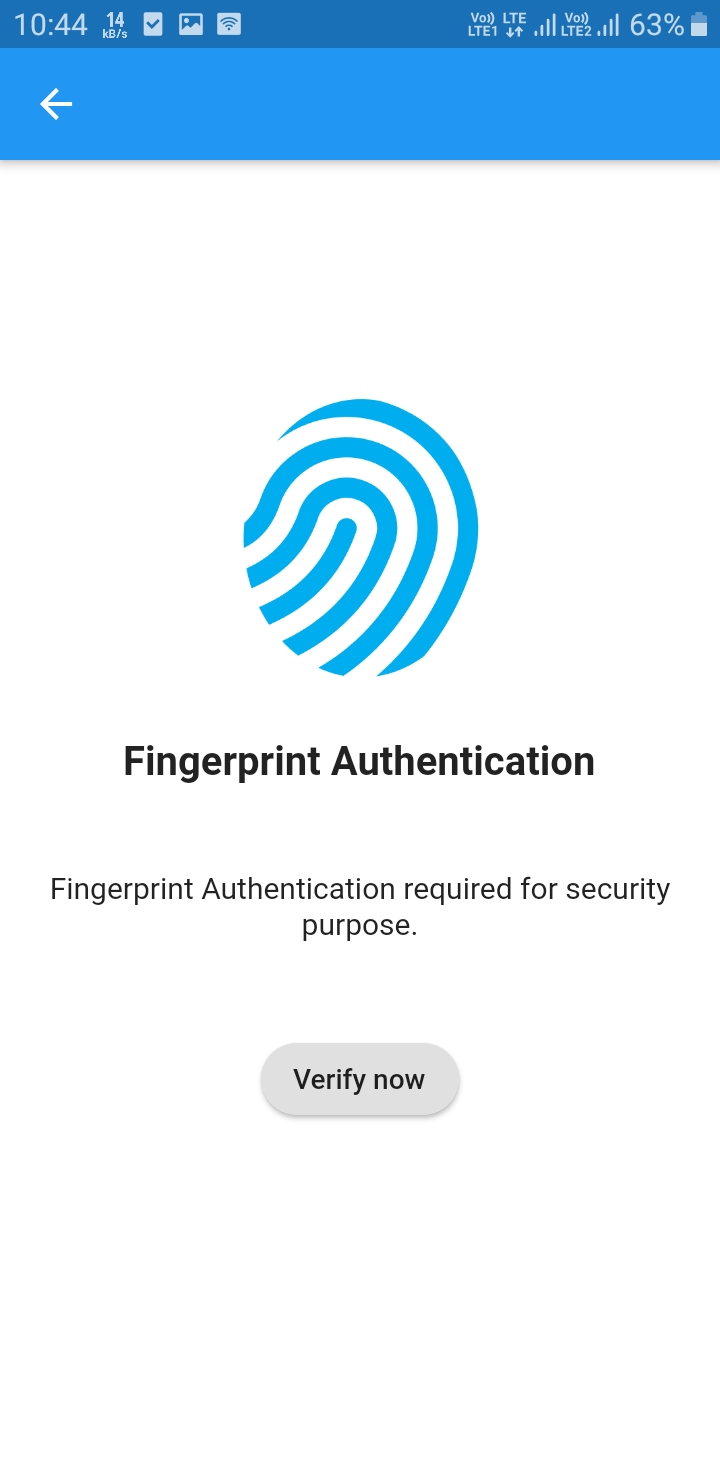 10:44 14 kB/s Vo) LTE1 LTE Vo) LTE2 63%
Fingerprint Authentication
Fingerprint Authentication required for security
purpose.
Verify now